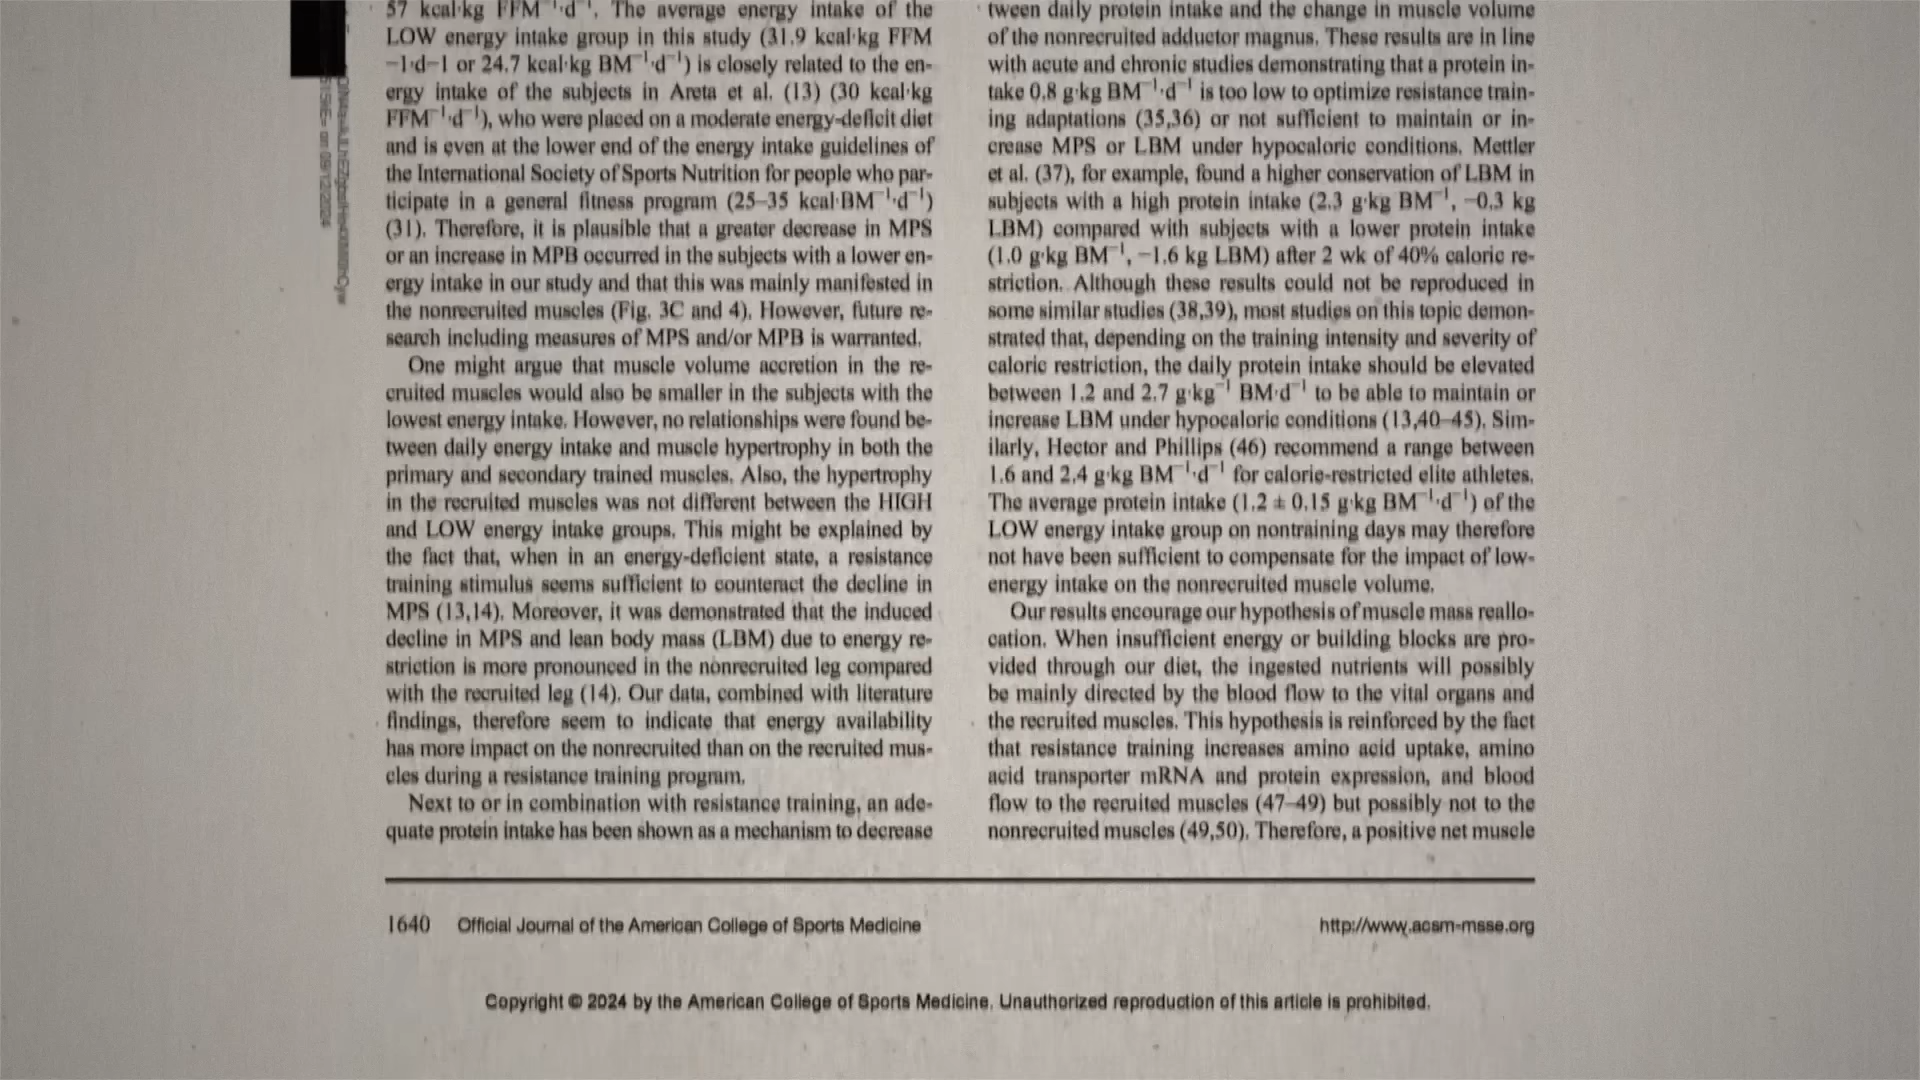 57 kcal·kg FFM⁻¹·d⁻¹. The average energy intake of the
LOW energy intake group in this study (31.9 kcal·kg FFM
−1·d−1 or 24.7 kcal·kg BM⁻¹·d⁻¹) is closely related to the en-
ergy intake of the subjects in Areta et al. (13) (30 kcal·kg
FFM⁻¹·d⁻¹), who were placed on a moderate energy-deficit diet
and is even at the lower end of the energy intake guidelines of
the International Society of Sports Nutrition for people who par-
ticipate in a general fitness program (25–35 kcal·BM⁻¹·d⁻¹)
(31). Therefore, it is plausible that a greater decrease in MPS
or an increase in MPB occurred in the subjects with a lower en-
ergy intake in our study and that this was mainly manifested in
the nonrecruited muscles (Fig. 3C and 4). However, future re-
search including measures of MPS and/or MPB is warranted.
One might argue that muscle volume accretion in the re-
cruited muscles would also be smaller in the subjects with the
lowest energy intake. However, no relationships were found be-
tween daily energy intake and muscle hypertrophy in both the
primary and secondary trained muscles. Also, the hypertrophy
in the recruited muscles was not different between the HIGH
and LOW energy intake groups. This might be explained by
the fact that, when in an energy-deficient state, a resistance
training stimulus seems sufficient to counteract the decline in
MPS (13,14). Moreover, it was demonstrated that the induced
decline in MPS and lean body mass (LBM) due to energy re-
striction is more pronounced in the nonrecruited leg compared
with the recruited leg (14). Our data, combined with literature
findings, therefore seem to indicate that energy availability
has more impact on the nonrecruited than on the recruited mus-
cles during a resistance training program.
Next to or in combination with resistance training, an ade-
quate protein intake has been shown as a mechanism to decrease
tween daily protein intake and the change in muscle volume
of the nonrecruited adductor magnus. These results are in line
with acute and chronic studies demonstrating that a protein in-
take 0.8 g·kg BM⁻¹·d⁻¹ is too low to optimize resistance train-
ing adaptations (35,36) or not sufficient to maintain or in-
crease MPS or LBM under hypocaloric conditions. Mettler
et al. (37), for example, found a higher conservation of LBM in
subjects with a high protein intake (2.3 g·kg BM⁻¹, −0.3 kg
LBM) compared with subjects with a lower protein intake
(1.0 g·kg BM⁻¹, −1.6 kg LBM) after 2 wk of 40% caloric re-
striction. Although these results could not be reproduced in
some similar studies (38,39), most studies on this topic demon-
strated that, depending on the training intensity and severity of
caloric restriction, the daily protein intake should be elevated
between 1.2 and 2.7 g·kg⁻¹ BM·d⁻¹ to be able to maintain or
increase LBM under hypocaloric conditions (13,40–45). Sim-
ilarly, Hector and Phillips (46) recommend a range between
1.6 and 2.4 g·kg BM⁻¹·d⁻¹ for calorie-restricted elite athletes.
The average protein intake (1.2 ± 0.15 g·kg BM⁻¹·d⁻¹) of the
LOW energy intake group on nontraining days may therefore
not have been sufficient to compensate for the impact of low-
energy intake on the nonrecruited muscle volume.
Our results encourage our hypothesis of muscle mass reallo-
cation. When insufficient energy or building blocks are pro-
vided through our diet, the ingested nutrients will possibly
be mainly directed by the blood flow to the vital organs and
the recruited muscles. This hypothesis is reinforced by the fact
that resistance training increases amino acid uptake, amino
acid transporter mRNA and protein expression, and blood
flow to the recruited muscles (47–49) but possibly not to the
nonrecruited muscles (49,50). Therefore, a positive net muscle
1640 Official Journal of the American College of Sports Medicine
http://www.acsm-msse.org
Copyright © 2024 by the American College of Sports Medicine. Unauthorized reproduction of this article is prohibited.